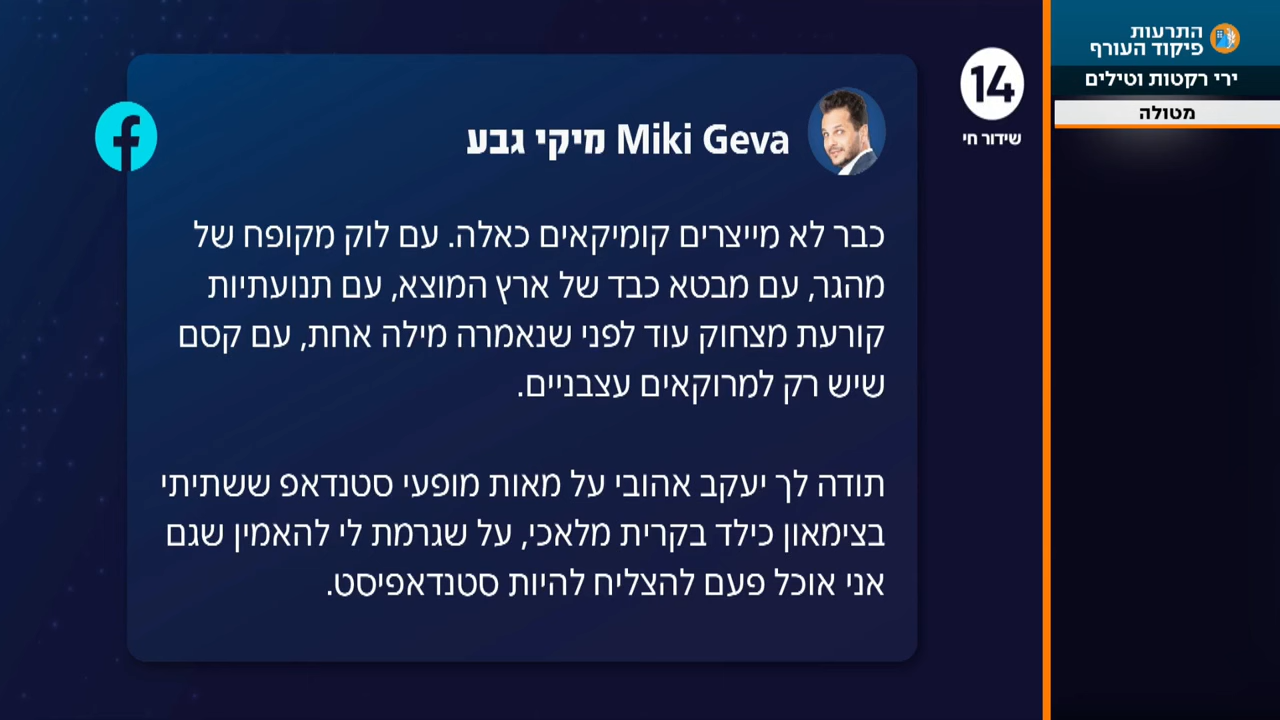 התרעות
פיקוד העורף
ירי רקטות וטילים
מטולה
14
שידור חי
Miki Geva מיקי גבע
כבר לא מייצרים קומיקאים כאלה. עם לוק מקופח של
מהגר, עם מבטא כבד של ארץ המוצא, עם תנועתיות
קורעת מצחוק עוד לפני שנאמרה מילה אחת, עם קסם
שיש רק למרוקאים עצבניים.
תודה לך יעקב אהובי על מאות מופעי סטנדאפ ששתיתי
בצימאון כילד בקרית מלאכי, על שגרמת לי להאמין שגם
אני אוכל פעם להצליח להיות סטנדאפיסט.